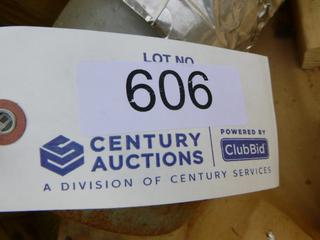 LOT NO
606
CENTURY
AUCTIONS
POWERED BY
ClubBid
A DIVISION OF CENTURY SERVICES